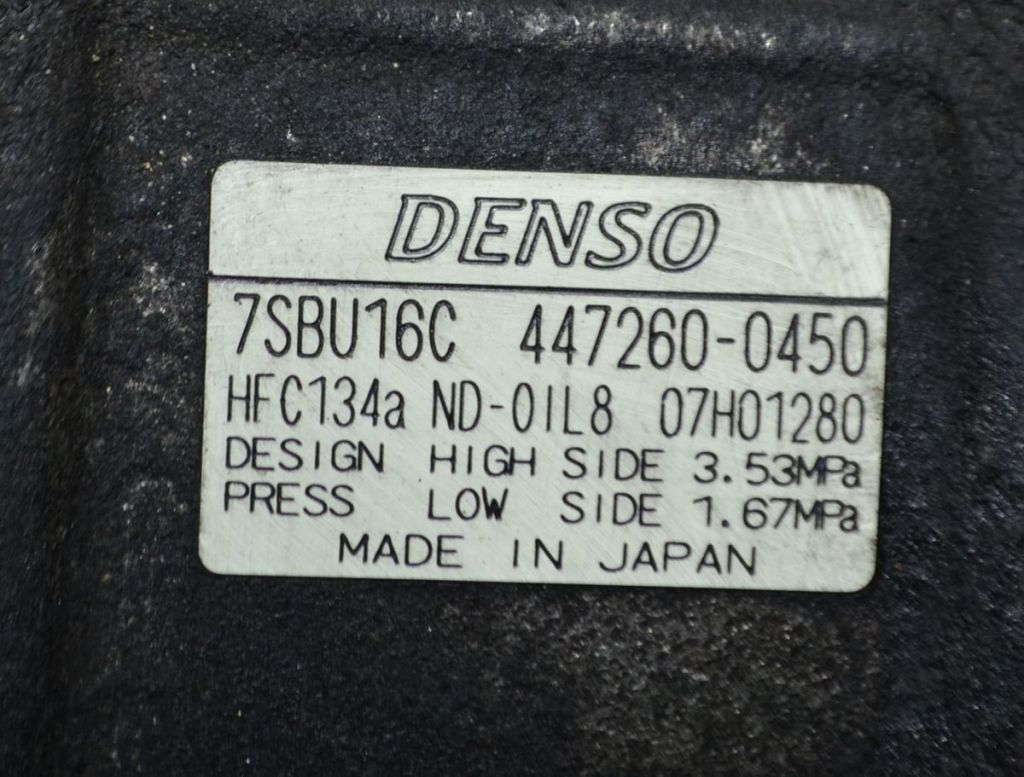 DENSO
7SBU16C 447260-0450
HFC134a ND-OIL8 07H01280
DESIGN HIGH SIDE 3.53MPa
PRESS LOW SIDE 1.67MPa
MADE IN JAPAN